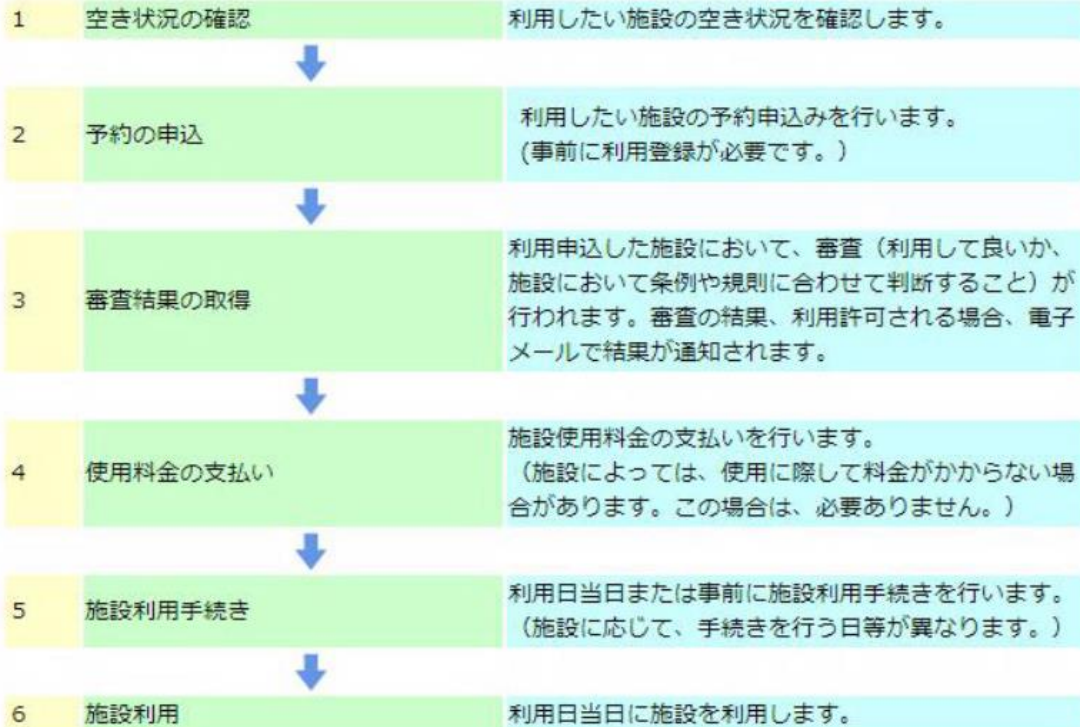 1 空き状況の確認 利用したい施設の空き状況を確認します。
2 予約の申込 利用したい施設の予約申込みを行います。
(事前に利用登録が必要です。）
3 審査結果の取得 利用申込した施設において、審査（利用して良いか、
施設において条例や規則に合わせて判断すること）が
行われます。審査の結果、利用許可される場合、電子
メールで結果が通知されます。
4 使用料金の支払い 施設使用料金の支払いを行います。
（施設によっては、使用に際して料金がかからない場
合があります。この場合は、必要ありません。）
5 施設利用手続き 利用日当日または事前に施設利用手続きを行います。
（施設に応じて、手続きを行う日等が異なります。）
6 施設利用 利用日当日に施設を利用します。